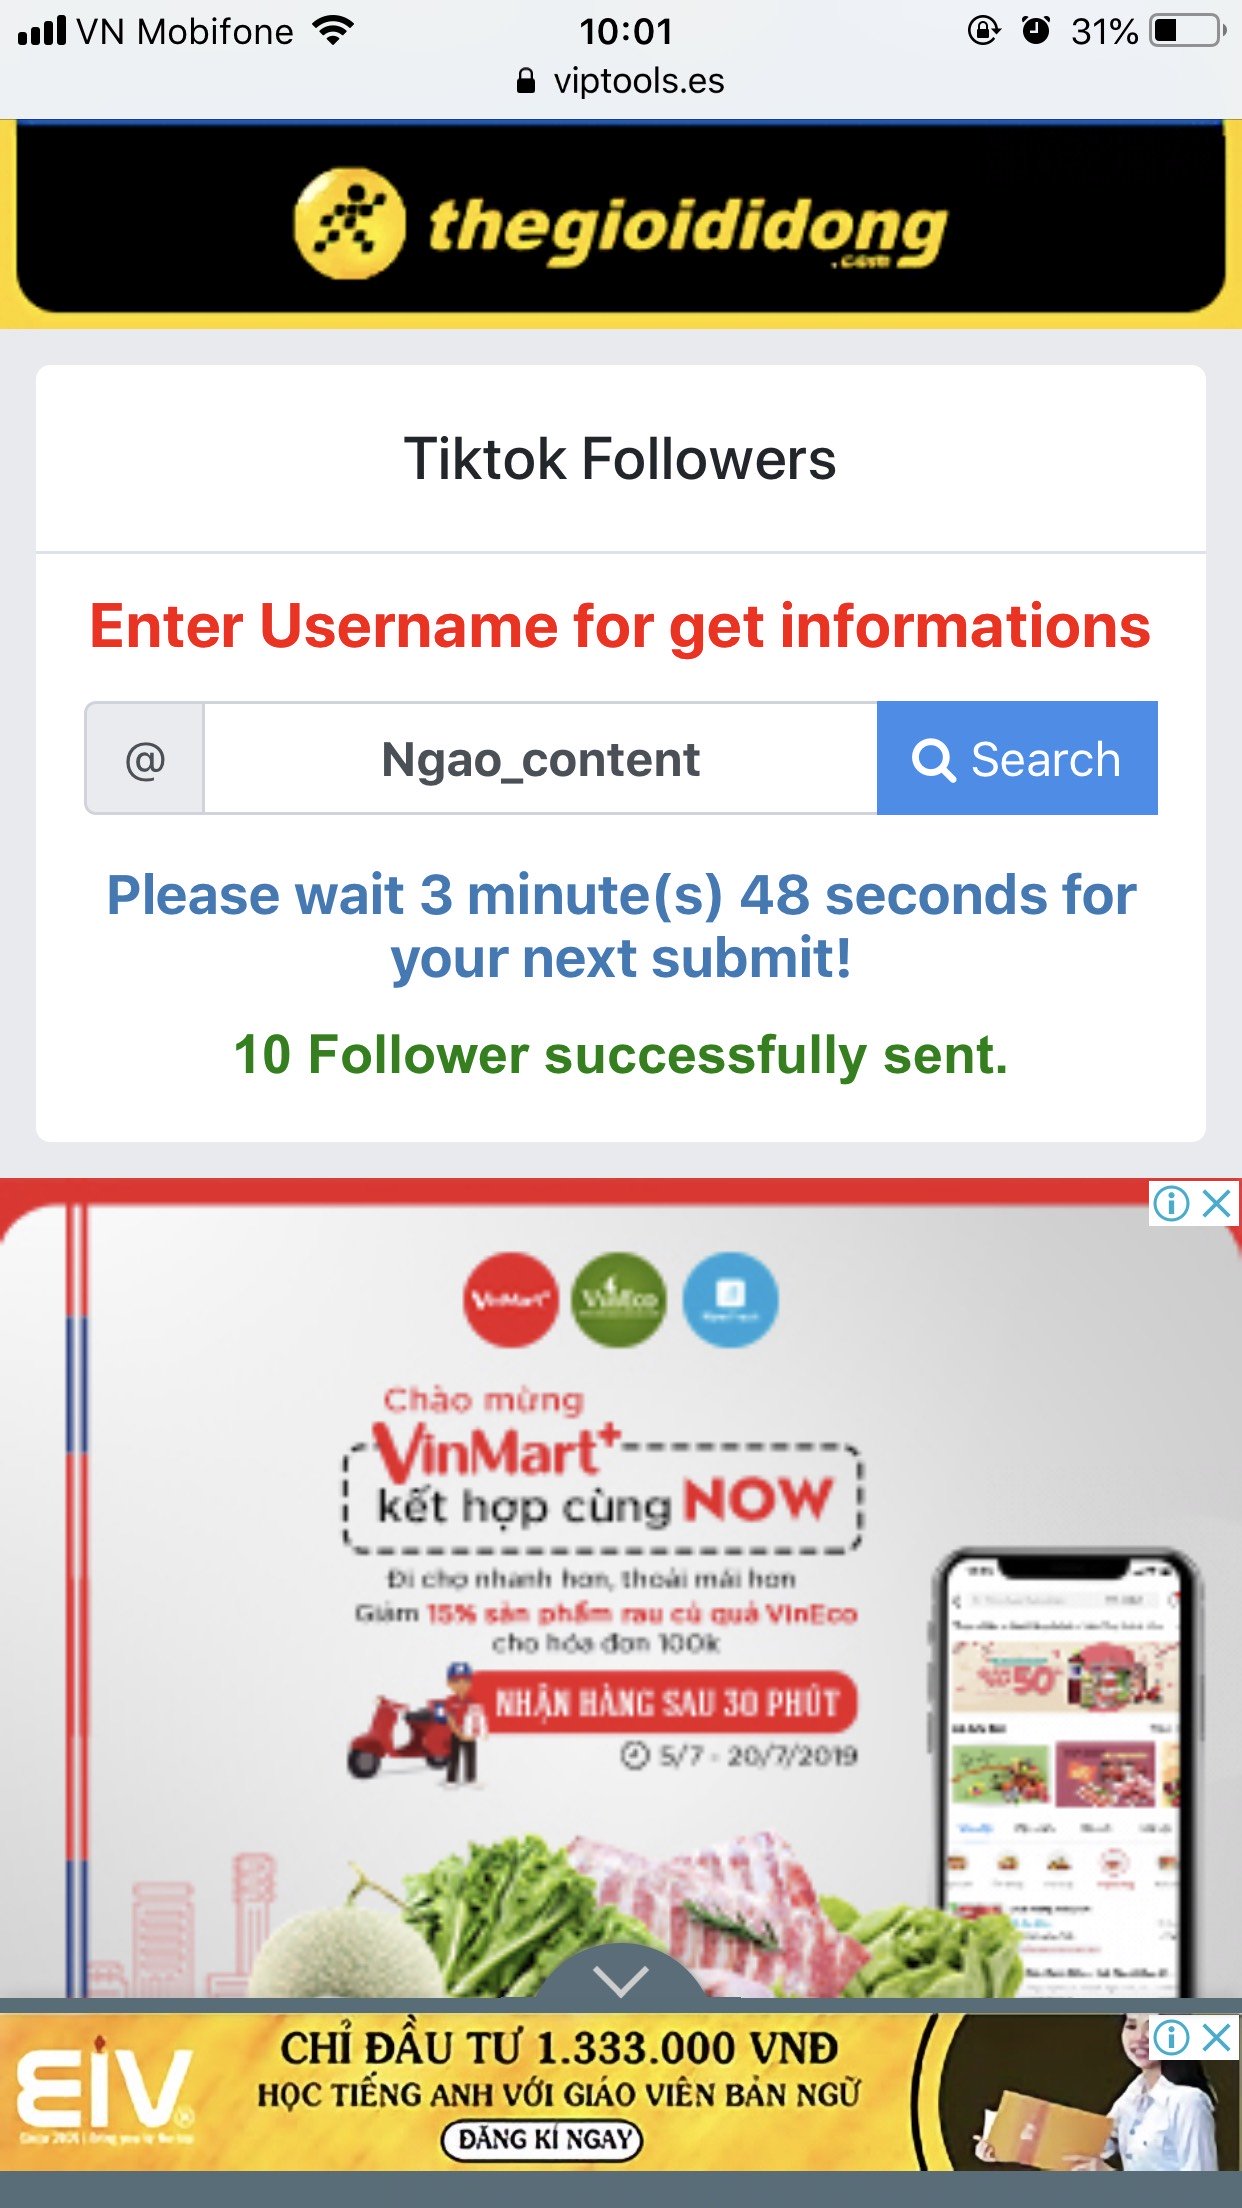 VN Mobifone 10:01 31%
viptools.es
thegioididong
.com
Tiktok Followers
Enter Username for get informations
@ Ngao_content Search
Please wait 3 minute(s) 48 seconds for
your next submit!
10 Follower successfully sent.
VinMart+ VinEco
Chào mừng
VinMart+
kết hợp cùng NOW
Đi chợ nhanh hơn, thoải mái hơn
Giảm 15% sản phẩm rau củ quả VinEco
cho hóa đơn 100k
NHẬN HÀNG SAU 30 PHÚT
5/7 - 20/7/2019
50%
EIV
CHỈ ĐẦU TƯ 1.333.000 VNĐ
HỌC TIẾNG ANH VỚI GIÁO VIÊN BẢN NGỮ
ĐĂNG KÍ NGAY